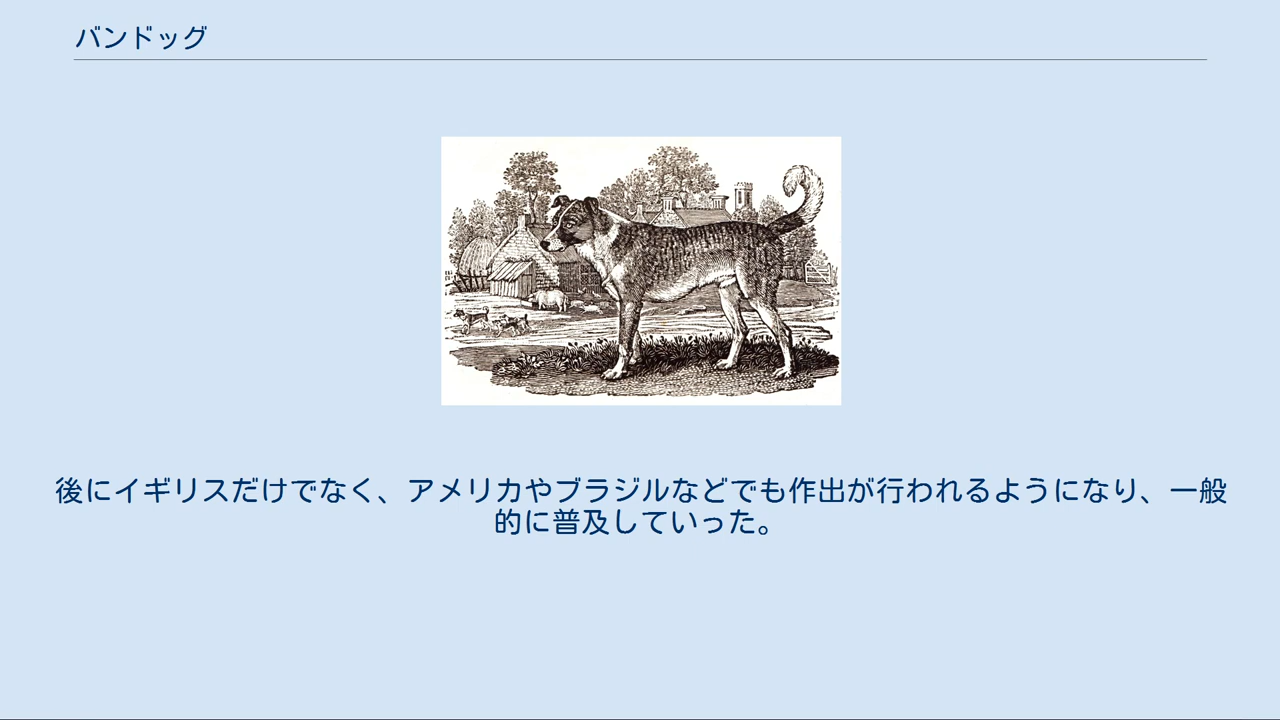 バンドッグ
後にイギリスだけでなく、アメリカやブラジルなどでも作出が行われるようになり、一般
的に普及していった。